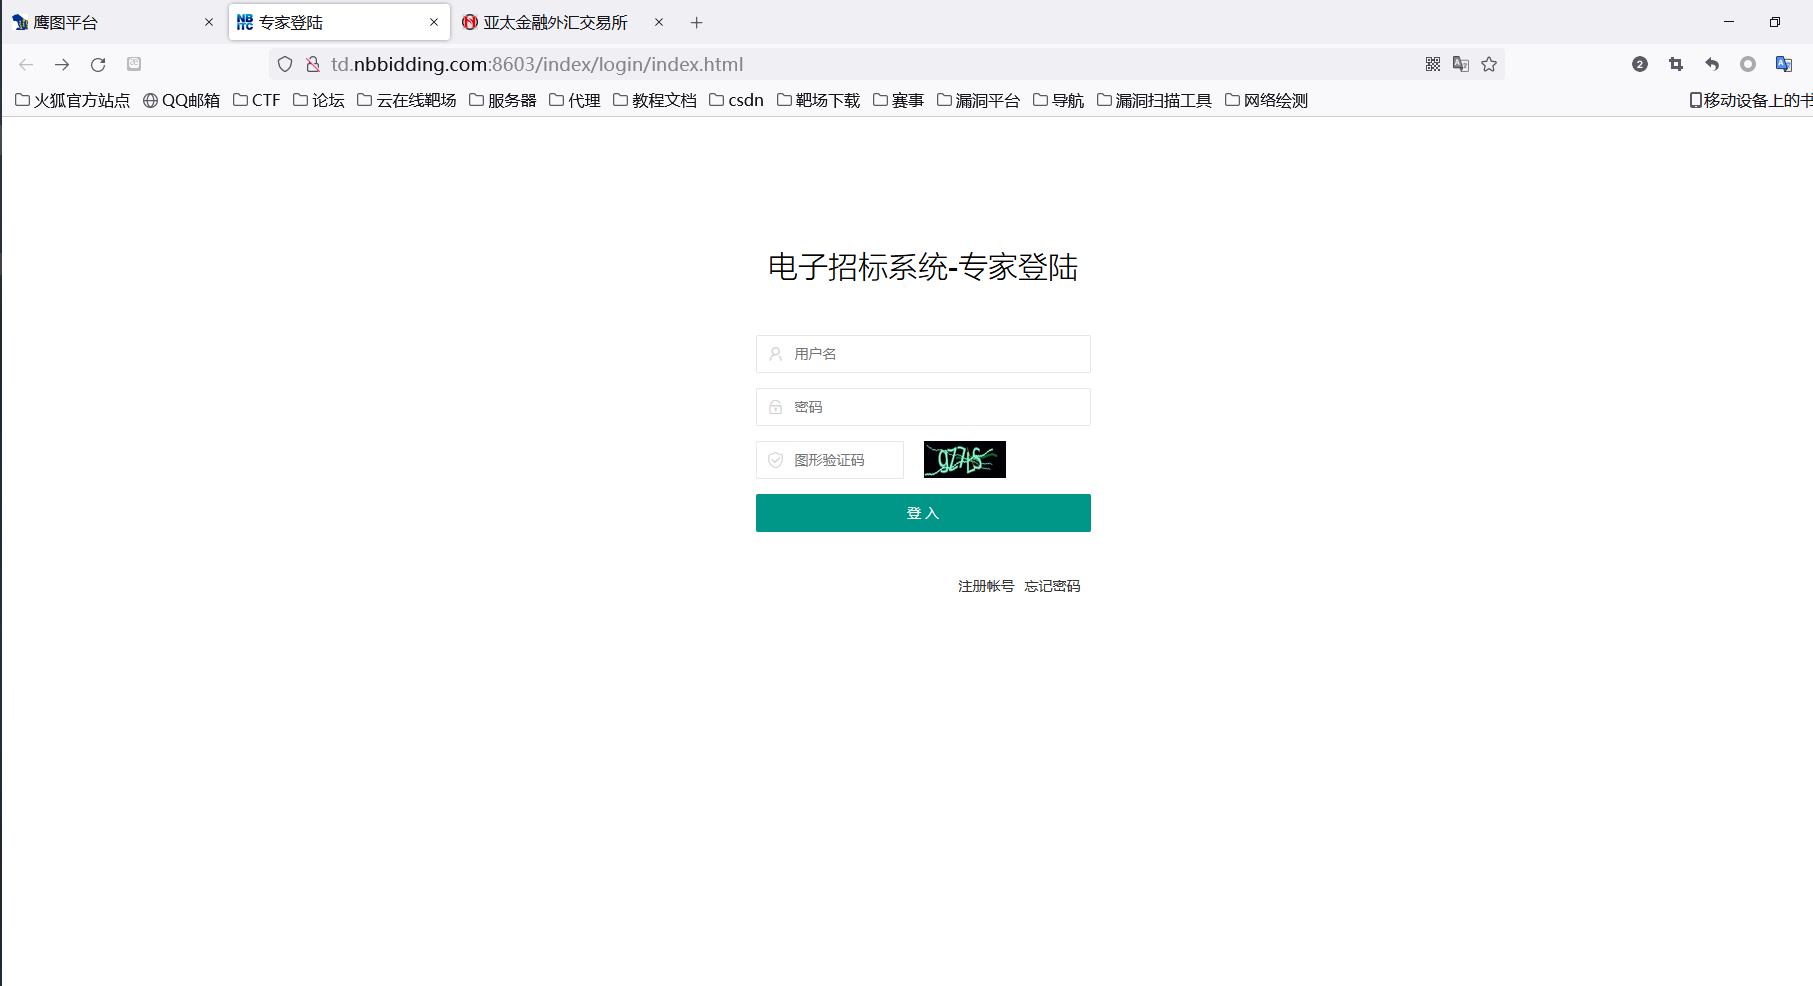 鹰图平台
NBITC 专家登陆
亚太金融外汇交易所
td.nbbidding.com:8603/index/login/index.html
2
火狐官方站点 QQ邮箱 CTF 论坛 云在线靶场 服务器 代理 教程文档 csdn 靶场下载 赛事 漏洞平台 导航 漏洞扫描工具 网络绘测 移动设备上的书
电子招标系统-专家登陆
用户名
密码
图形验证码
登 入
注册帐号 忘记密码